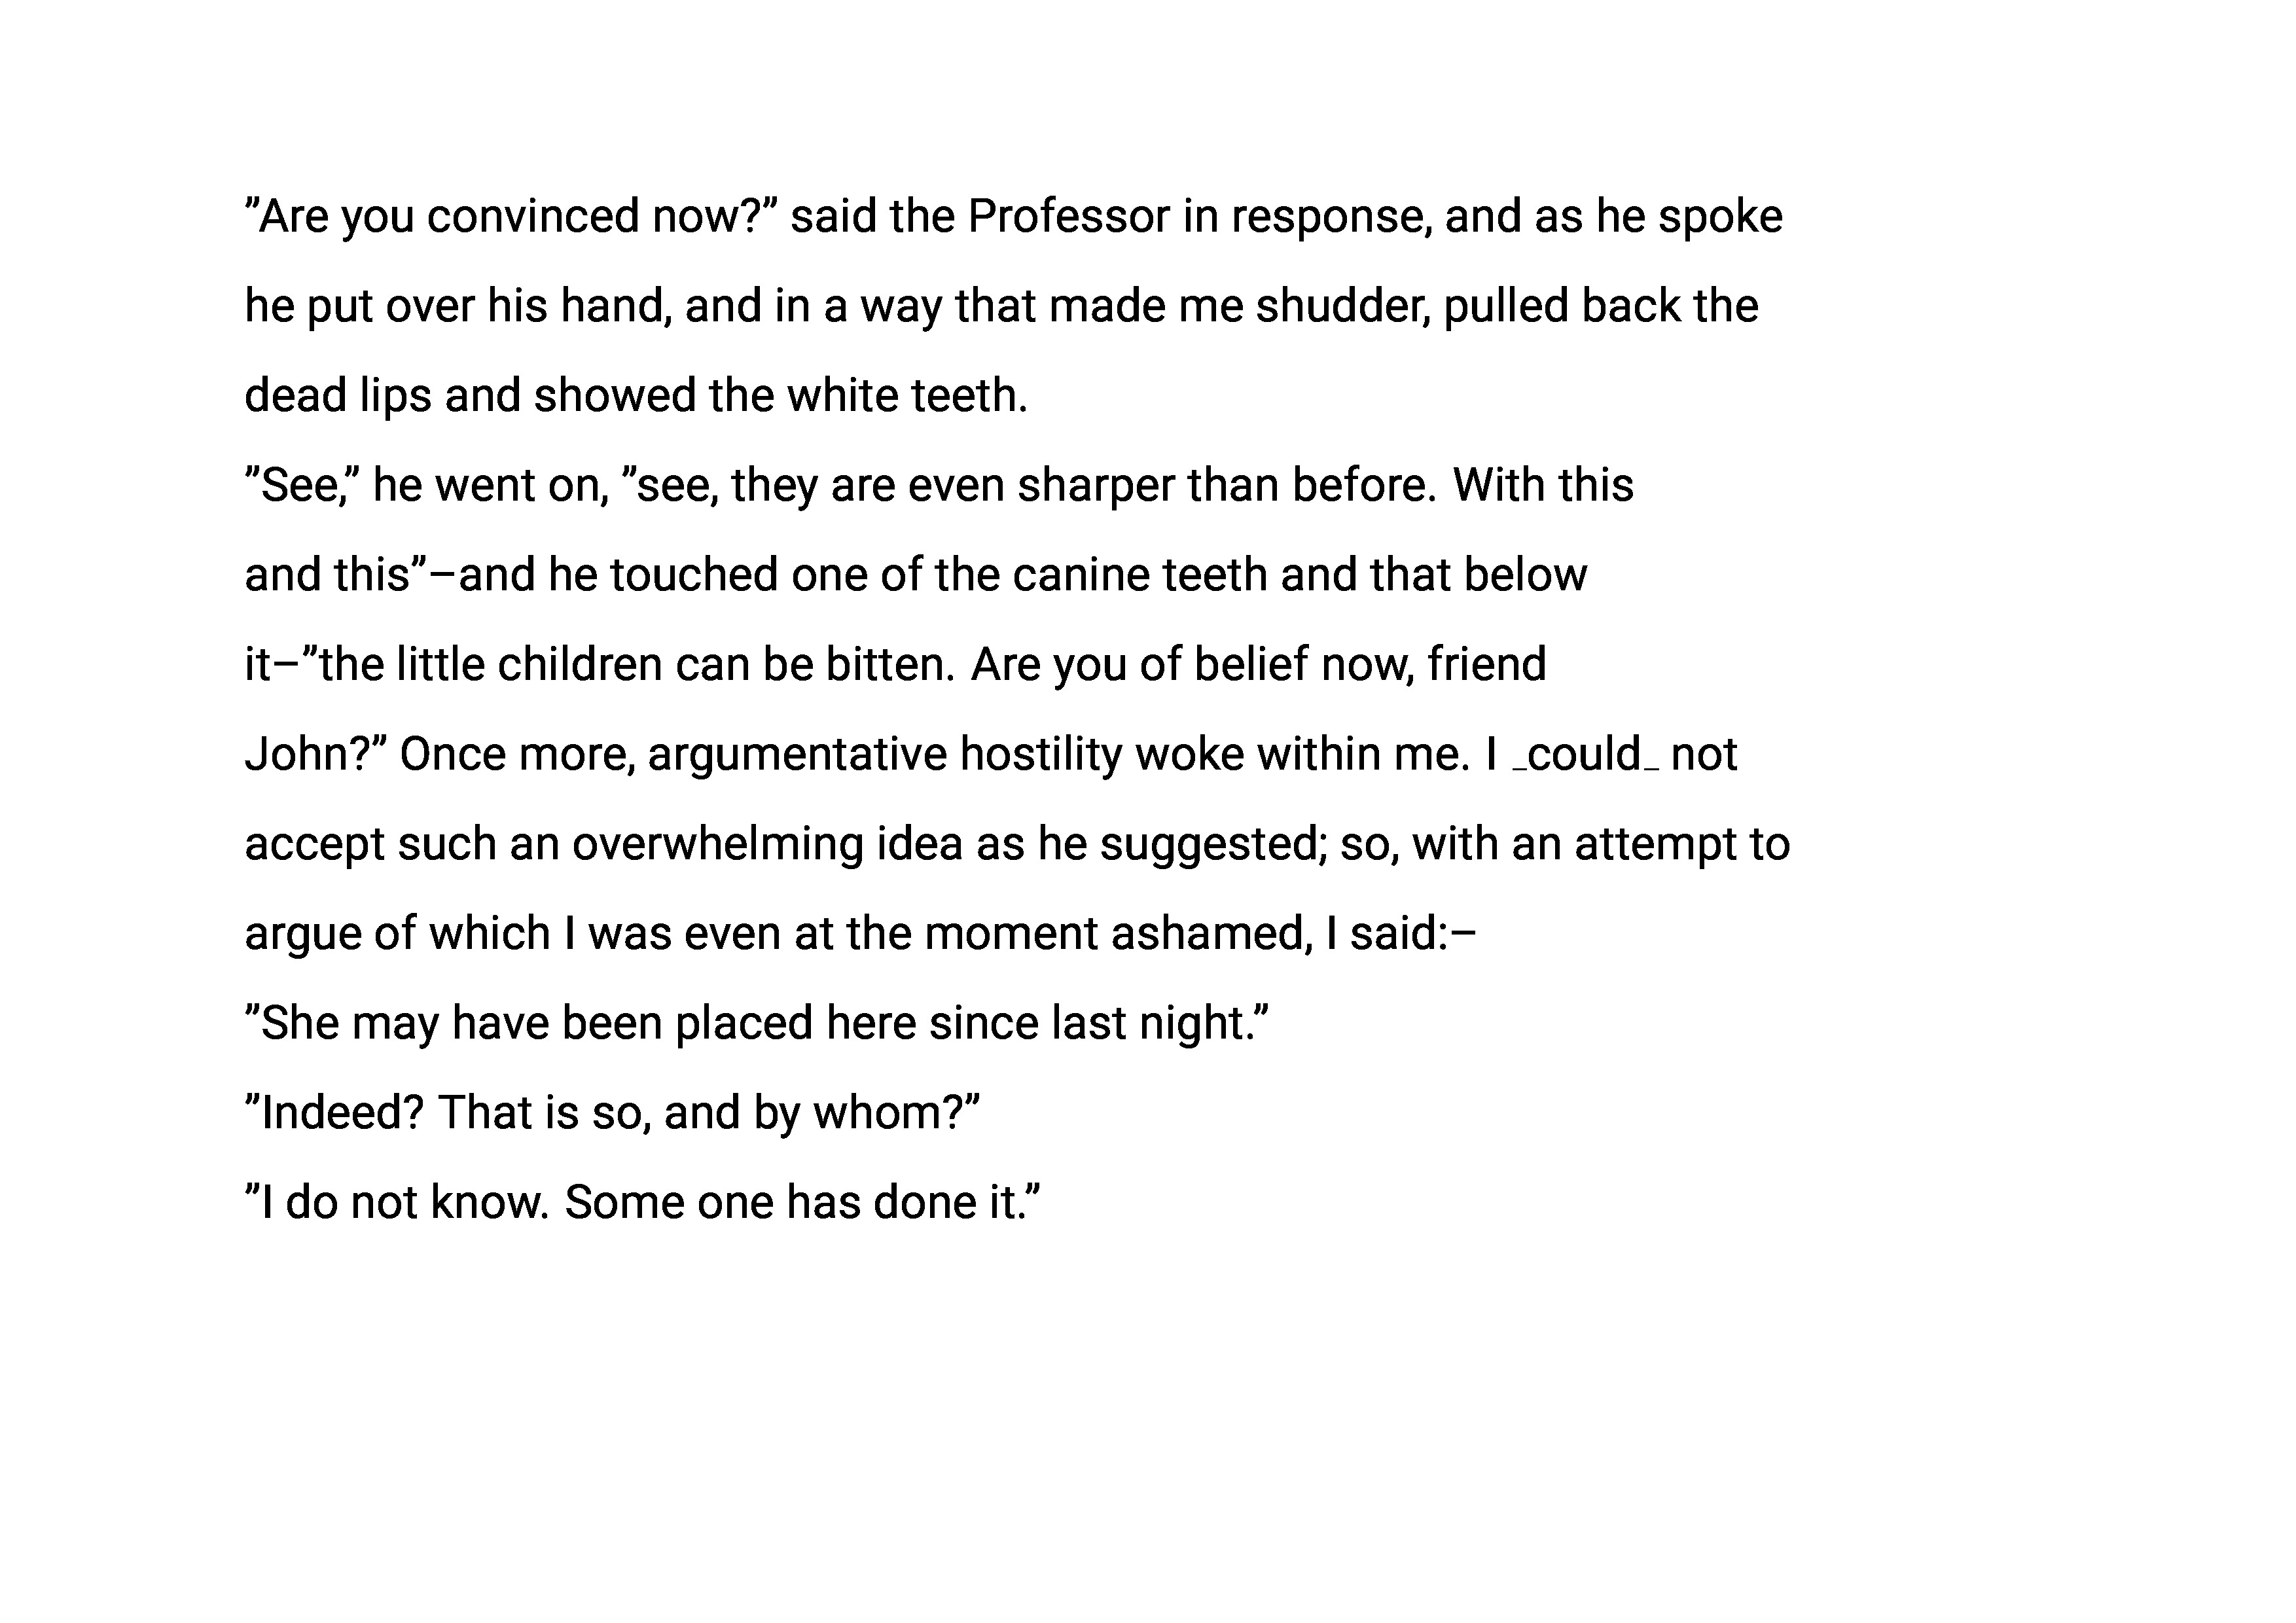 ”Are you convinced now?” said the Professor in response, and as he spoke
he put over his hand, and in a way that made me shudder, pulled back the
dead lips and showed the white teeth.
”See,” he went on, ”see, they are even sharper than before. With this
and this”–and he touched one of the canine teeth and that below
it–”the little children can be bitten. Are you of belief now, friend
John?” Once more, argumentative hostility woke within me. I _could_ not
accept such an overwhelming idea as he suggested; so, with an attempt to
argue of which I was even at the moment ashamed, I said:–
”She may have been placed here since last night.”
”Indeed? That is so, and by whom?”
”I do not know. Some one has done it.”